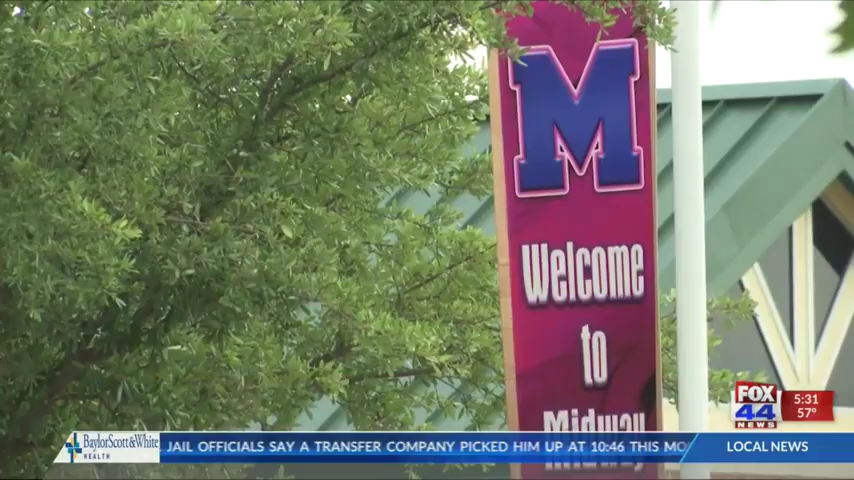 M
Welcome
to
Midway
FOX
44
NEWS
5:31
57°
BaylorScott&White
HEALTH
JAIL OFFICIALS SAY A TRANSFER COMPANY PICKED HIM UP AT 10:46 THIS MO
LOCAL NEWS